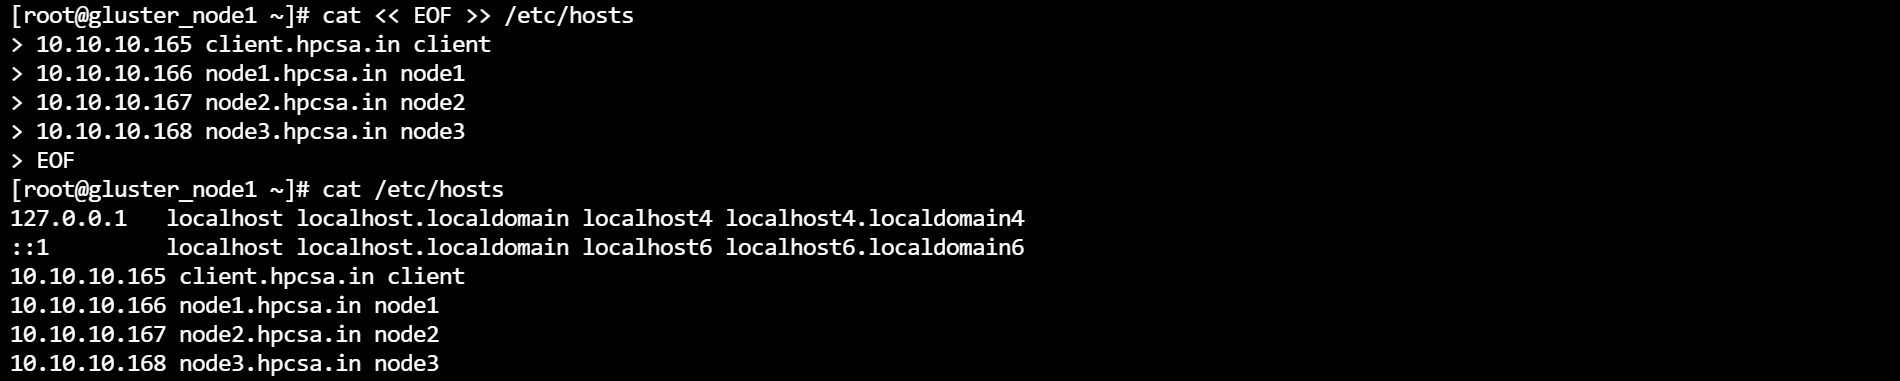 [root@gluster_node1 ~]# cat << EOF >> /etc/hosts
> 10.10.10.165 client.hpcsa.in client
> 10.10.10.166 node1.hpcsa.in node1
> 10.10.10.167 node2.hpcsa.in node2
> 10.10.10.168 node3.hpcsa.in node3
> EOF
[root@gluster_node1 ~]# cat /etc/hosts
127.0.0.1   localhost localhost.localdomain localhost4 localhost4.localdomain4
::1         localhost localhost.localdomain localhost6 localhost6.localdomain6
10.10.10.165 client.hpcsa.in client
10.10.10.166 node1.hpcsa.in node1
10.10.10.167 node2.hpcsa.in node2
10.10.10.168 node3.hpcsa.in node3